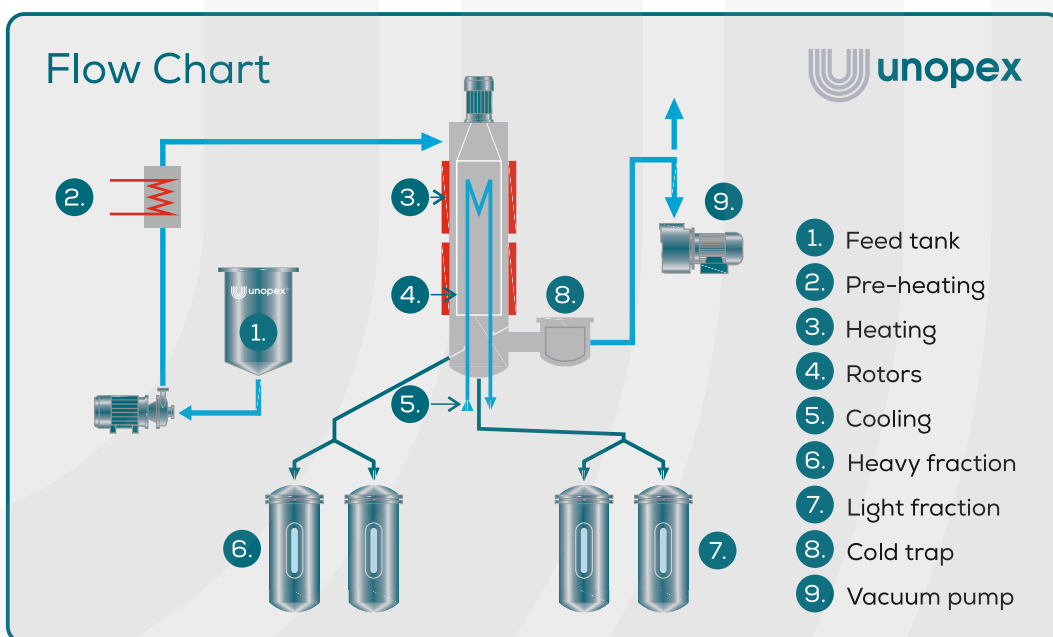 Flow Chart
unopex
2.
3.
9.
unopex
1.
4.
8.
5.
6.
7.
1. Feed tank
2. Pre-heating
3. Heating
4. Rotors
5. Cooling
6. Heavy fraction
7. Light fraction
8. Cold trap
9. Vacuum pump